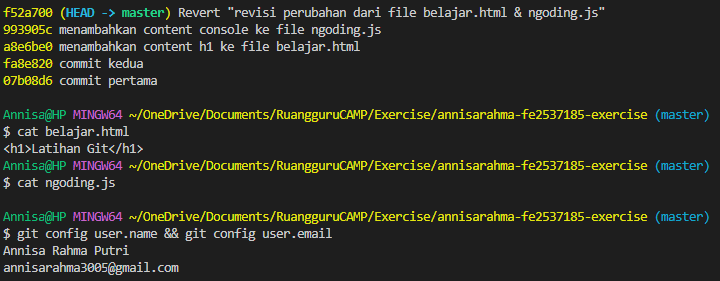 f52a700 (HEAD -> master) Revert "revisi perubahan dari file belajar.html & ngoding.js"
993905c menambahkan content console ke file ngoding.js
a8e6be0 menambahkan content h1 ke file belajar.html
fa8e820 commit kedua
07b08d6 commit pertama
Annisa@HP MINGW64 ~/OneDrive/Documents/RuangguruCAMP/Exercise/annisarahma-fe2537185-exercise (master)
$ cat belajar.html
<h1>Latihan Git</h1>
Annisa@HP MINGW64 ~/OneDrive/Documents/RuangguruCAMP/Exercise/annisarahma-fe2537185-exercise (master)
$ cat ngoding.js
Annisa@HP MINGW64 ~/OneDrive/Documents/RuangguruCAMP/Exercise/annisarahma-fe2537185-exercise (master)
$ git config user.name && git config user.email
Annisa Rahma Putri
annisarahma3005@gmail.com